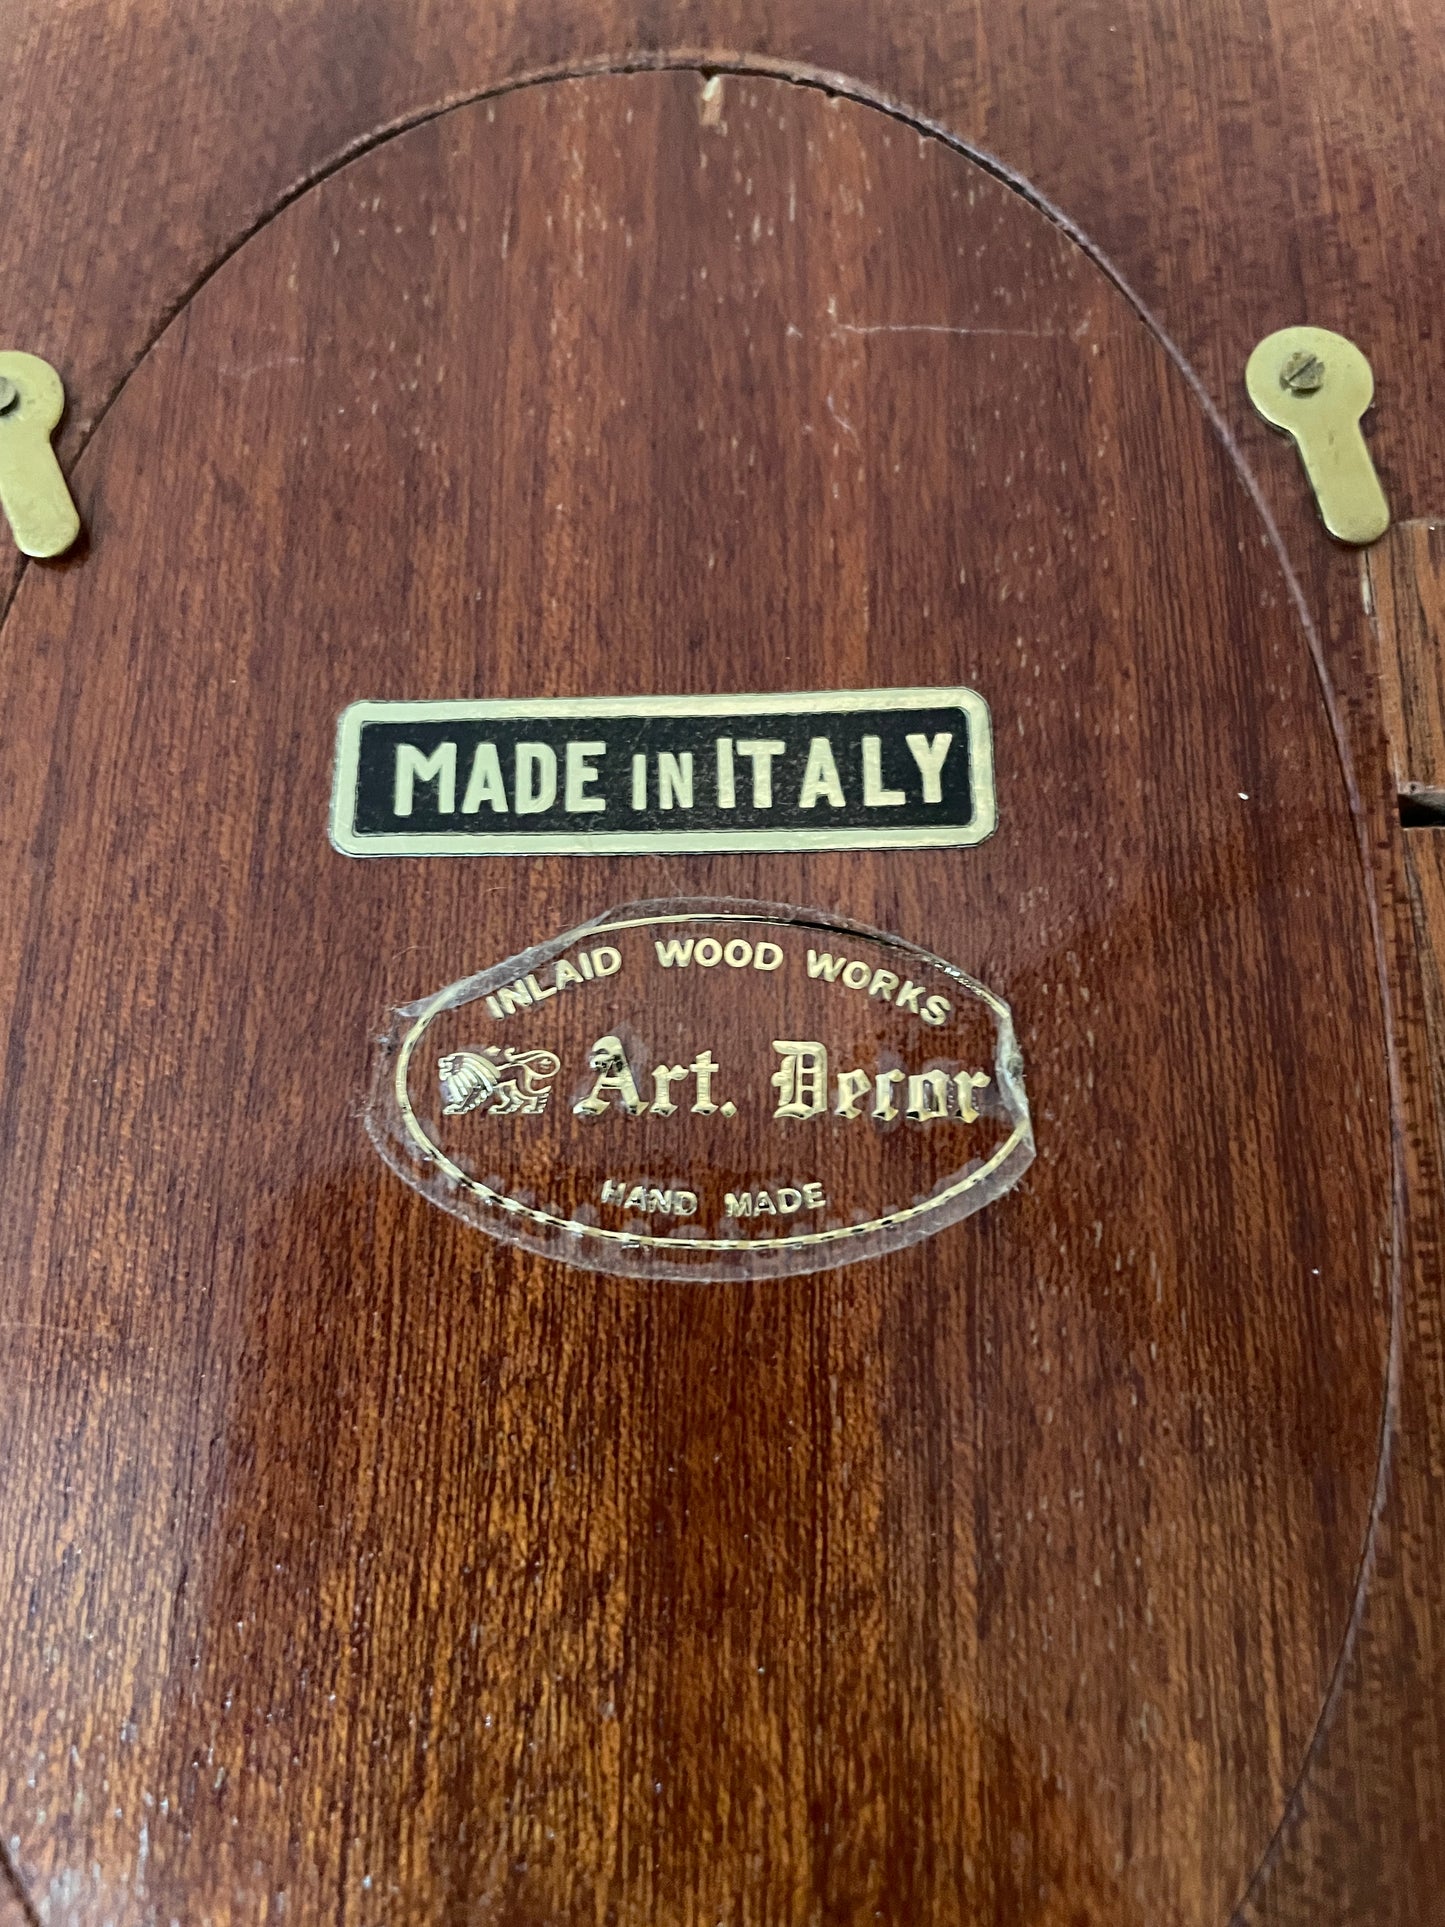 MADE IN ITALY
INLAID WOOD WORKS
Art. Decor
HAND MADE